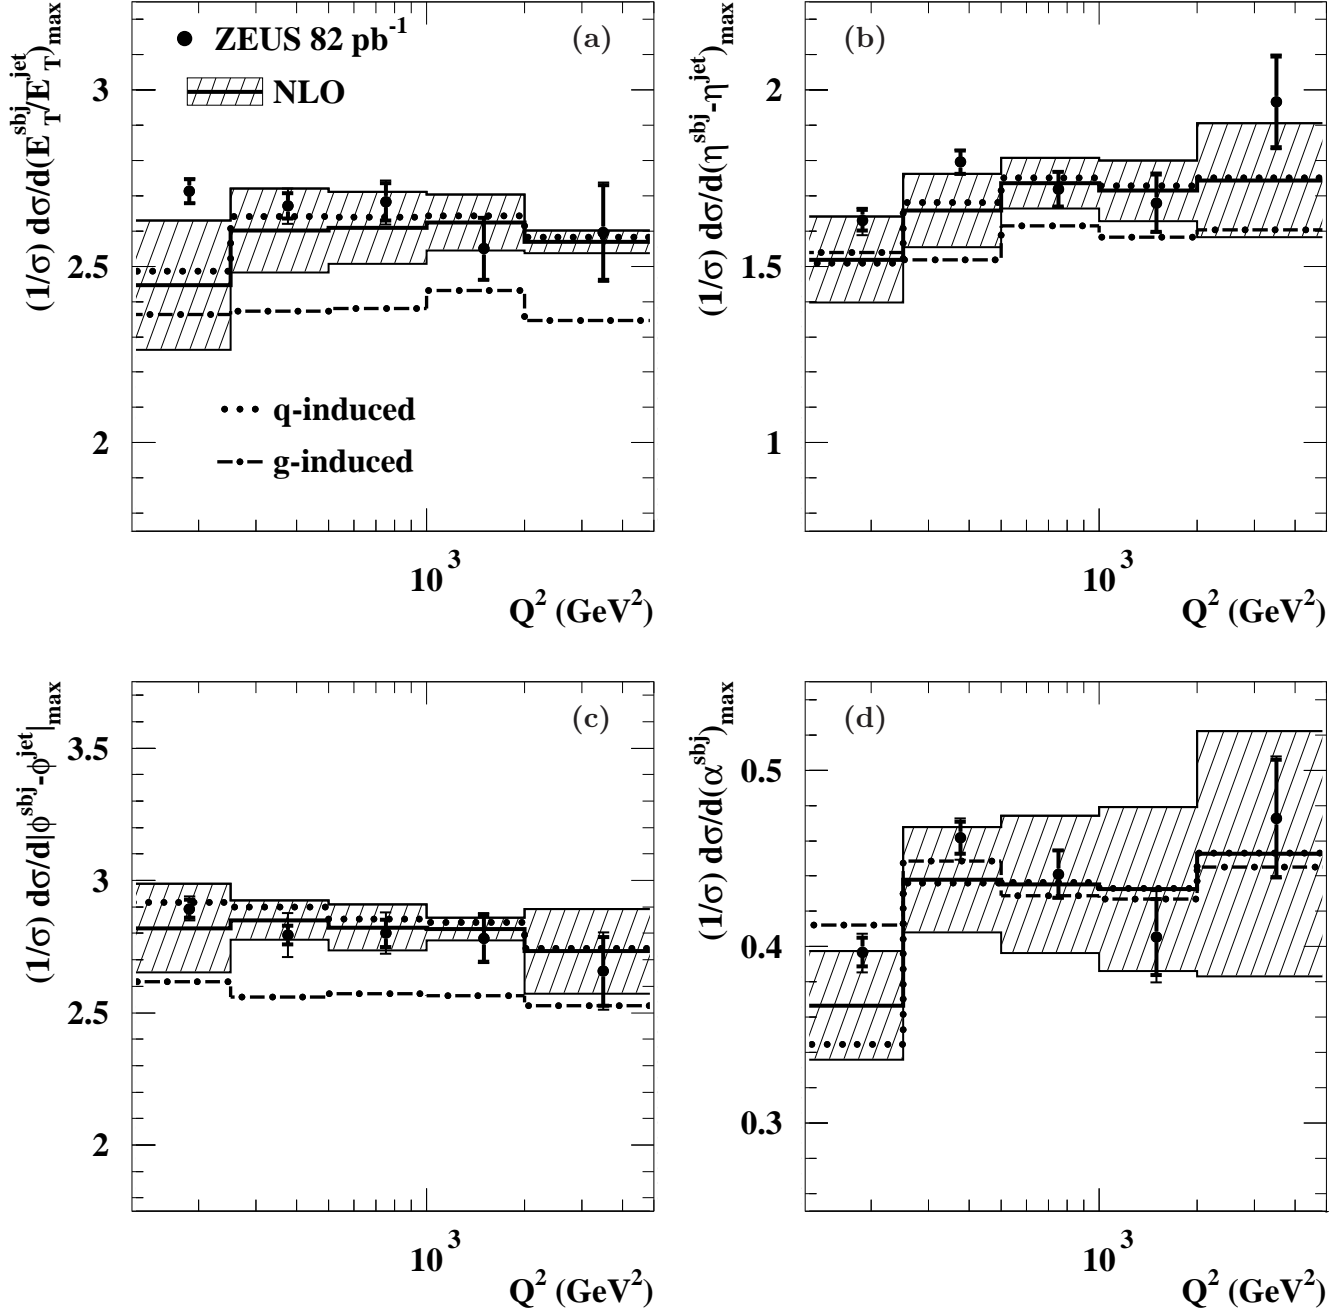 (1/σ) dσ/d(E_T^sbj/E_T^jet)_max
ZEUS 82 pb^-1
NLO
(a)
3
2.5
2
q-induced
g-induced
10^3
Q^2 (GeV^2)
(1/σ) dσ/d(η^sbj-η^jet)_max
(b)
2
1.5
1
10^3
Q^2 (GeV^2)
(1/σ) dσ/d|ϕ^sbj-ϕ^jet|_max
(c)
3.5
3
2.5
2
10^3
Q^2 (GeV^2)
(1/σ) dσ/d(α^sbj)_max
(d)
0.5
0.4
0.3
10^3
Q^2 (GeV^2)